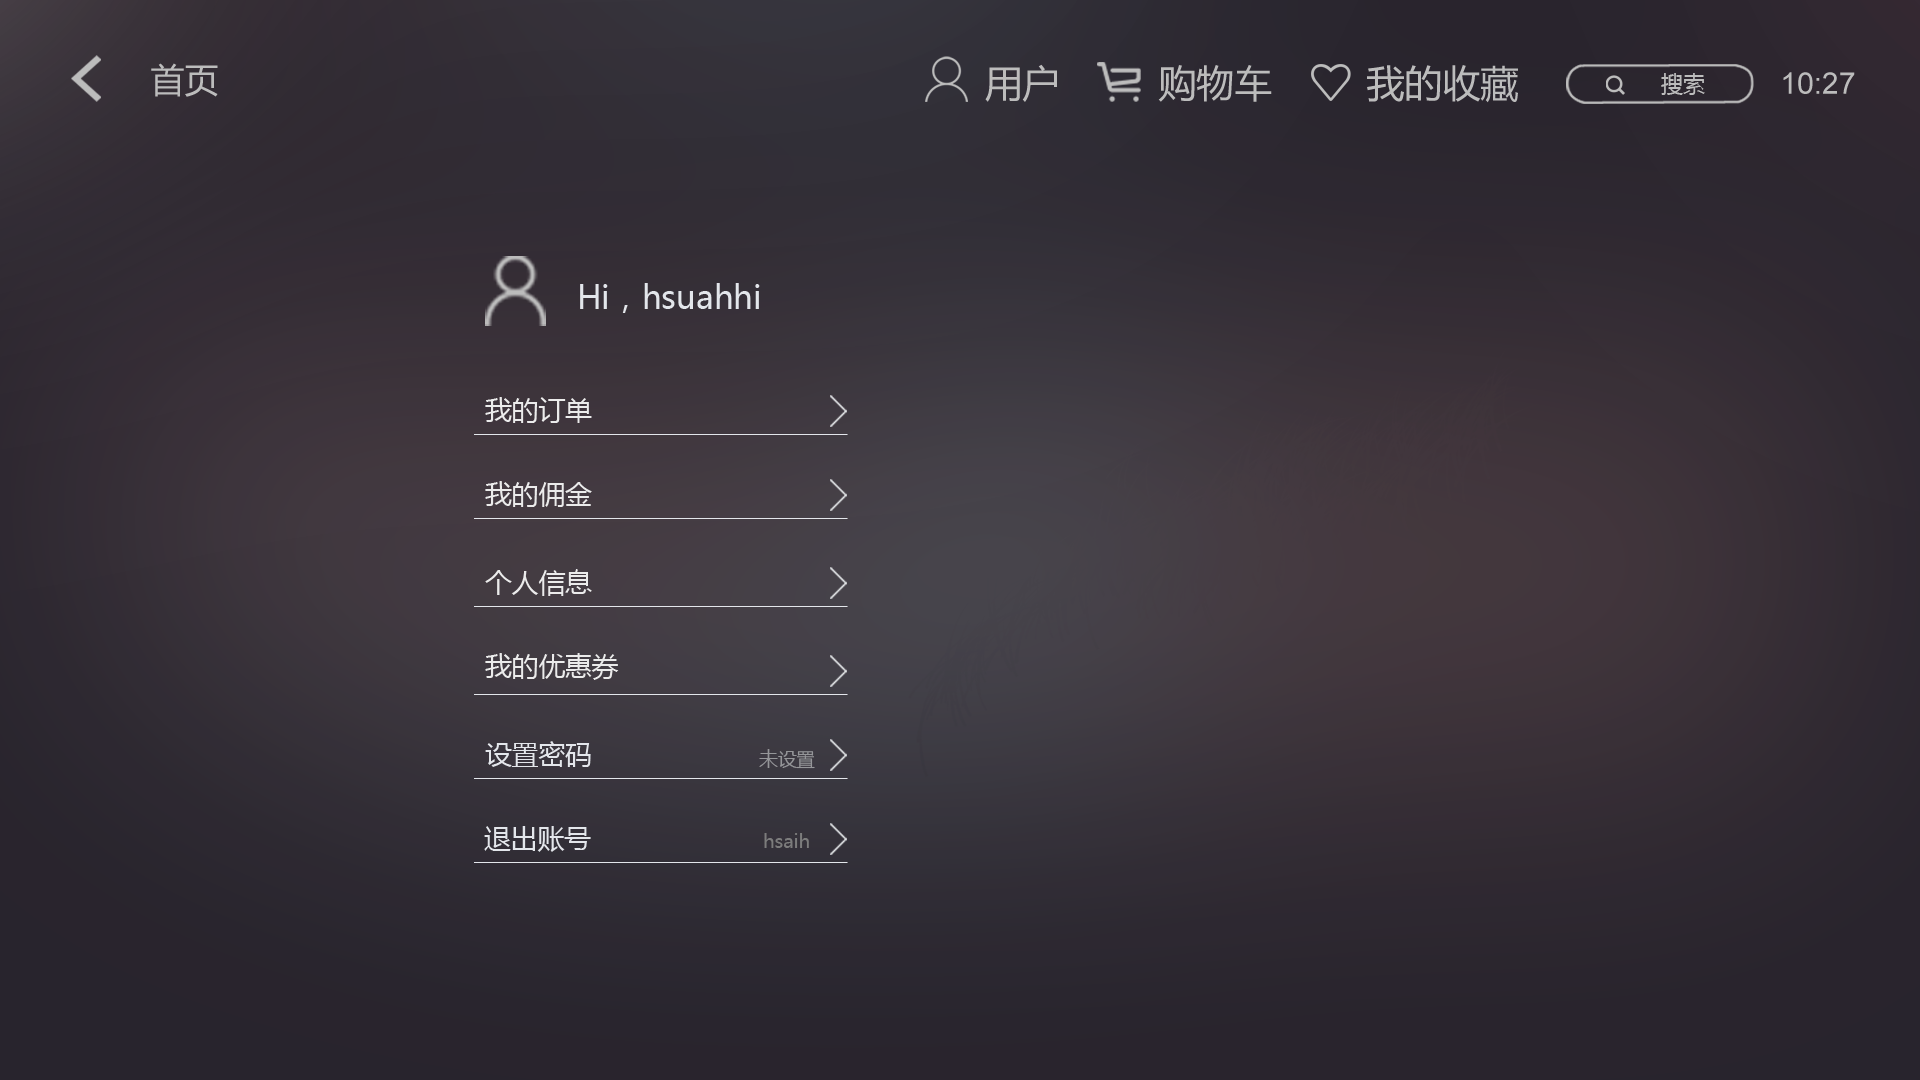 首页
用户
购物车
我的收藏
搜索
10:27
Hi，hsuahhi
我的订单
我的佣金
个人信息
我的优惠券
设置密码 未设置
退出账号 hsaih